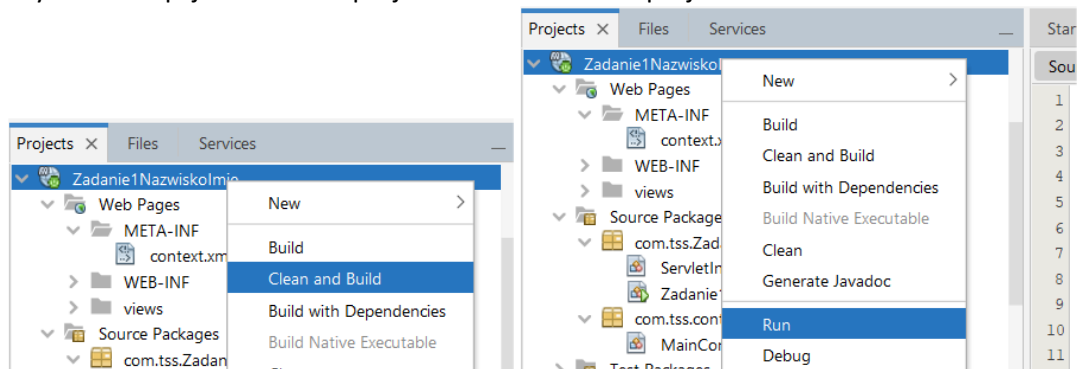 Projects × Files Services
Zadanie1NazwiskoImie
Web Pages
META-INF
context.xm
WEB-INF
views
Source Packages
com.tss.Zadan
New >
Build
Clean and Build
Build with Dependencies
Build Native Executable
Projects × Files Services
Zadanie1NazwiskoI
Web Pages
META-INF
context.x
WEB-INF
views
Source Package
com.tss.Zad
ServletIn
Zadanie
com.tss.cont
MainCor
Test Packages
New >
Build
Clean and Build
Build with Dependencies
Build Native Executable
Clean
Generate Javadoc
Run
Debug
Star
Sou
1
2
3
4
5
6
7
8
9
10
11